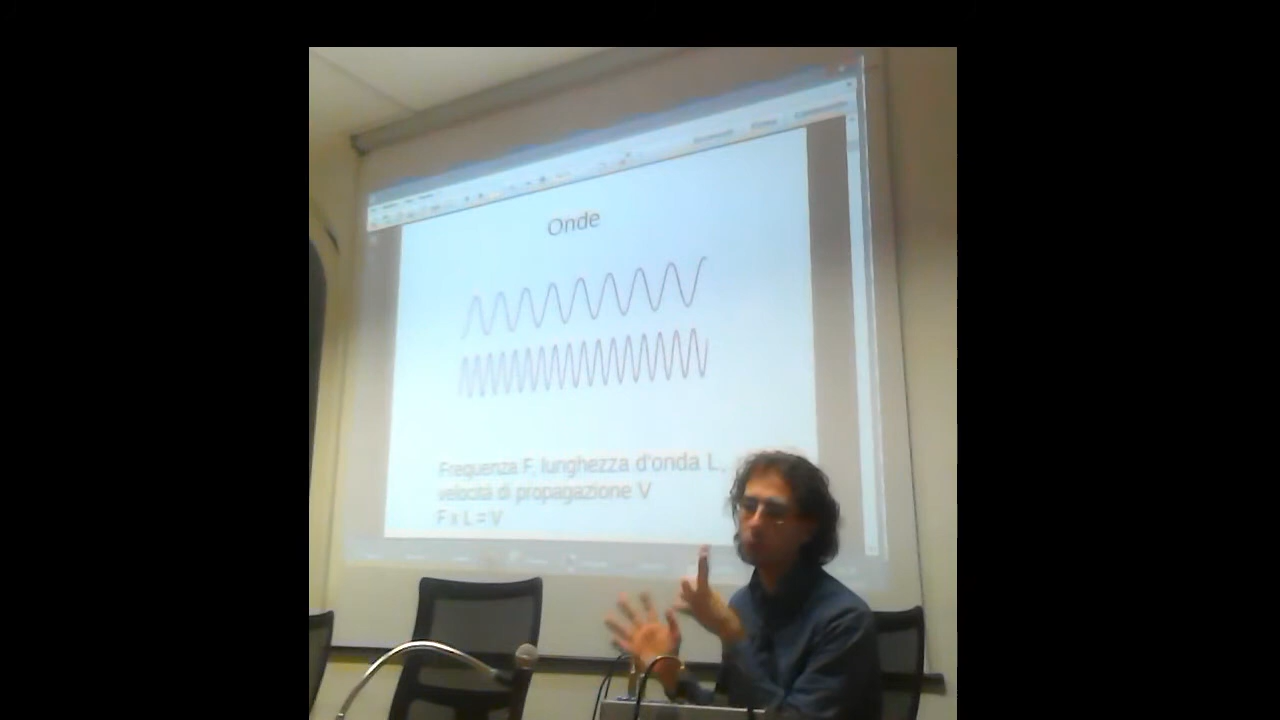 Onde
Frequenza F, lunghezza d'onda L,
velocità di propagazione V
F x L = V